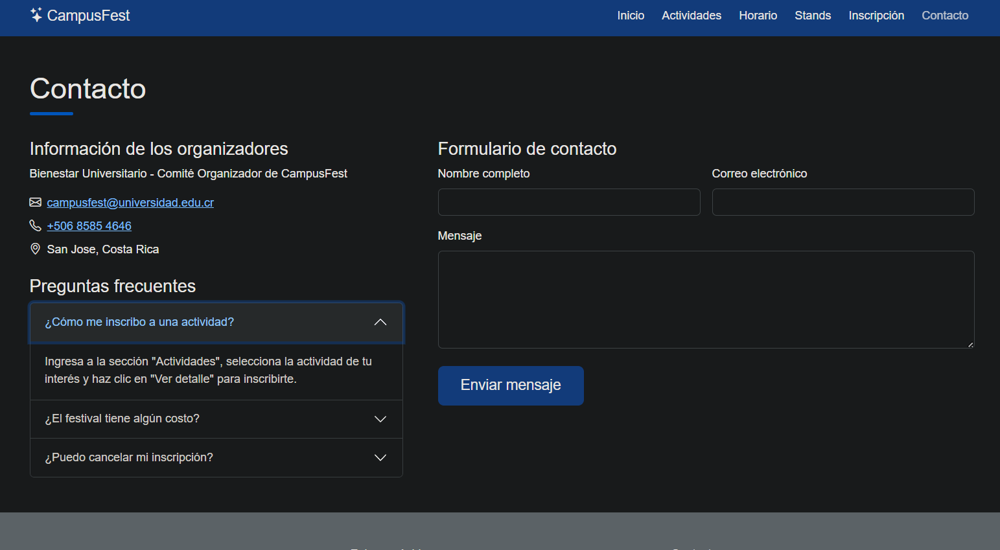 CampusFest
Inicio
Actividades
Horario
Stands
Inscripción
Contacto
Contacto
Información de los organizadores
Bienestar Universitario - Comité Organizador de CampusFest
campusfest@universidad.edu.cr
+506 8585 4646
San Jose, Costa Rica
Preguntas frecuentes
¿Cómo me inscribo a una actividad?
Ingresa a la sección "Actividades", selecciona la actividad de tu
interés y haz clic en "Ver detalle" para inscribirte.
¿El festival tiene algún costo?
¿Puedo cancelar mi inscripción?
Formulario de contacto
Nombre completo
Correo electrónico
Mensaje
Enviar mensaje